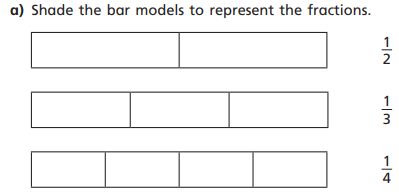 a) Shade the bar models to represent the fractions.
1/2
1/3
1/4